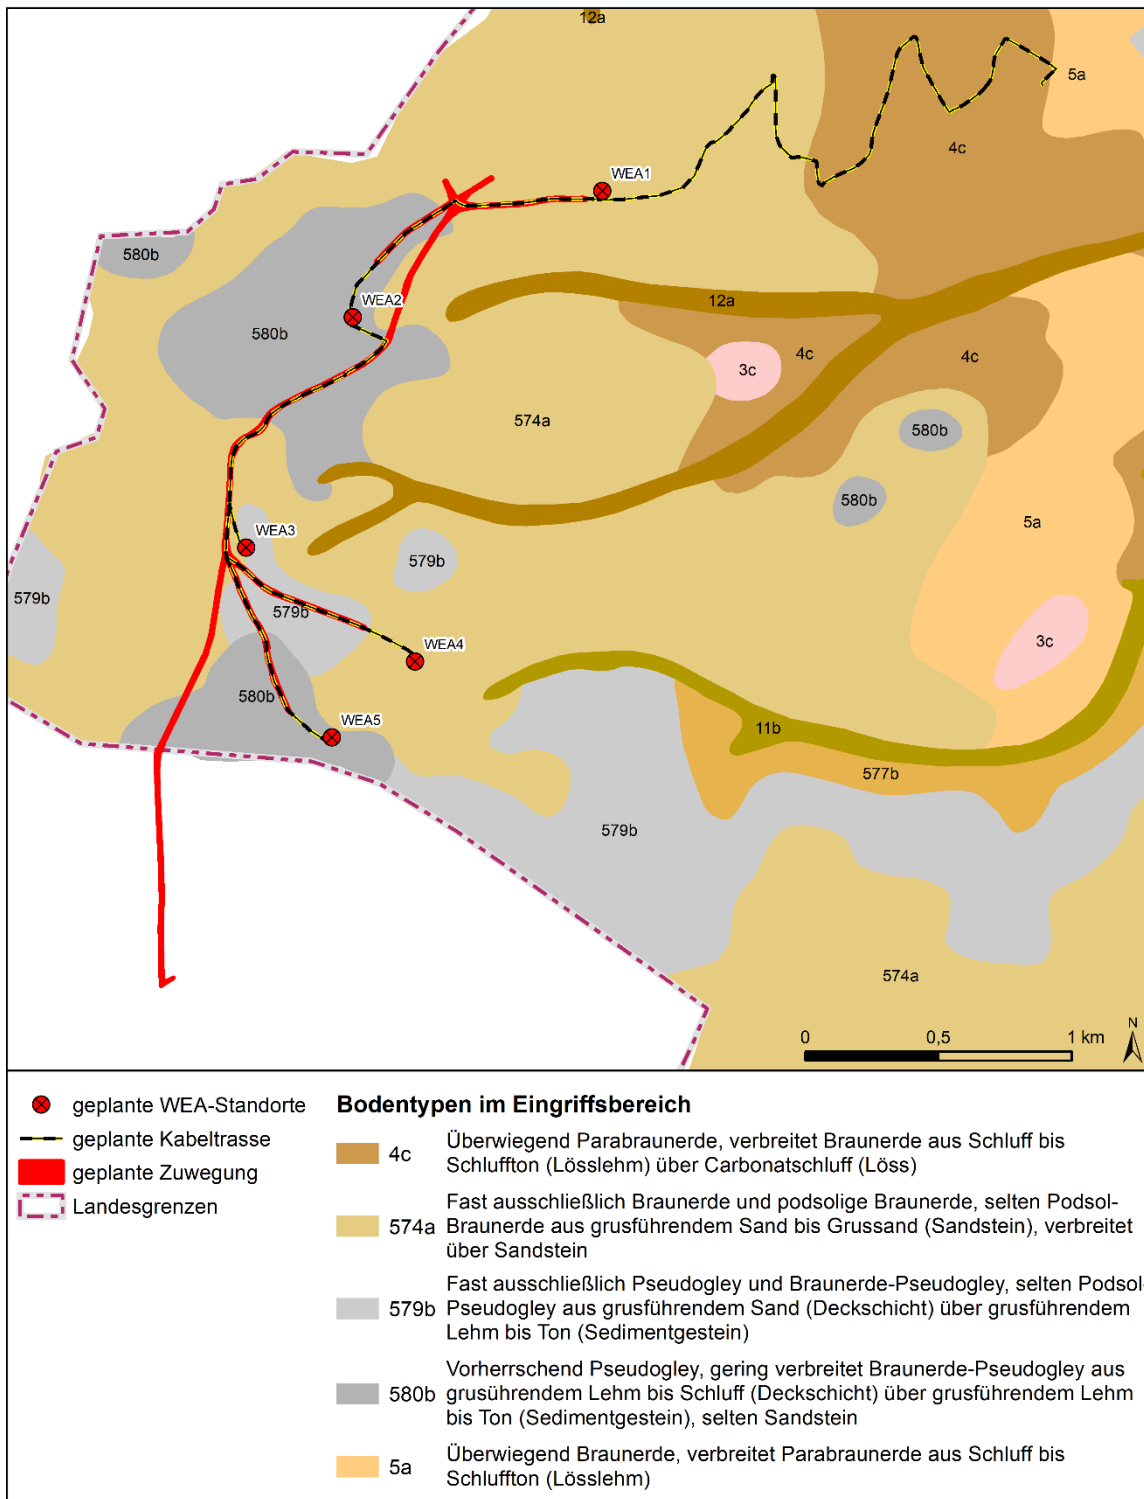 12a
5a
4c
WEA1
580b
WEA2
12a
580b
4c
4c
3c
574a
580b
580b
5a
WEA3
579b
579b
579b
3c
WEA4
580b
WEA5
11b
577b
579b
574a
N
0 0,5 1 km
geplante WEA-Standorte
geplante Kabeltrasse
geplante Zuwegung
Landesgrenzen
Bodentypen im Eingriffsbereich
4c Überwiegend Parabraunerde, verbreitet Braunerde aus Schluff bis
Schluffton (Lösslehm) über Carbonatschluff (Löss)
Fast ausschließlich Braunerde und podsolige Braunerde, selten Podsol-
574a Braunerde aus grusführendem Sand bis Grussand (Sandstein), verbreitet
über Sandstein
Fast ausschließlich Pseudogley und Braunerde-Pseudogley, selten Podsol-
579b Pseudogley aus grusführendem Sand (Deckschicht) über grusführendem
Lehm bis Ton (Sedimentgestein)
Vorherrschend Pseudogley, gering verbreitet Braunerde-Pseudogley aus
580b grusührendem Lehm bis Schluff (Deckschicht) über grusführendem Lehm
bis Ton (Sedimentgestein), selten Sandstein
5a Überwiegend Braunerde, verbreitet Parabraunerde aus Schluff bis
Schluffton (Lösslehm)